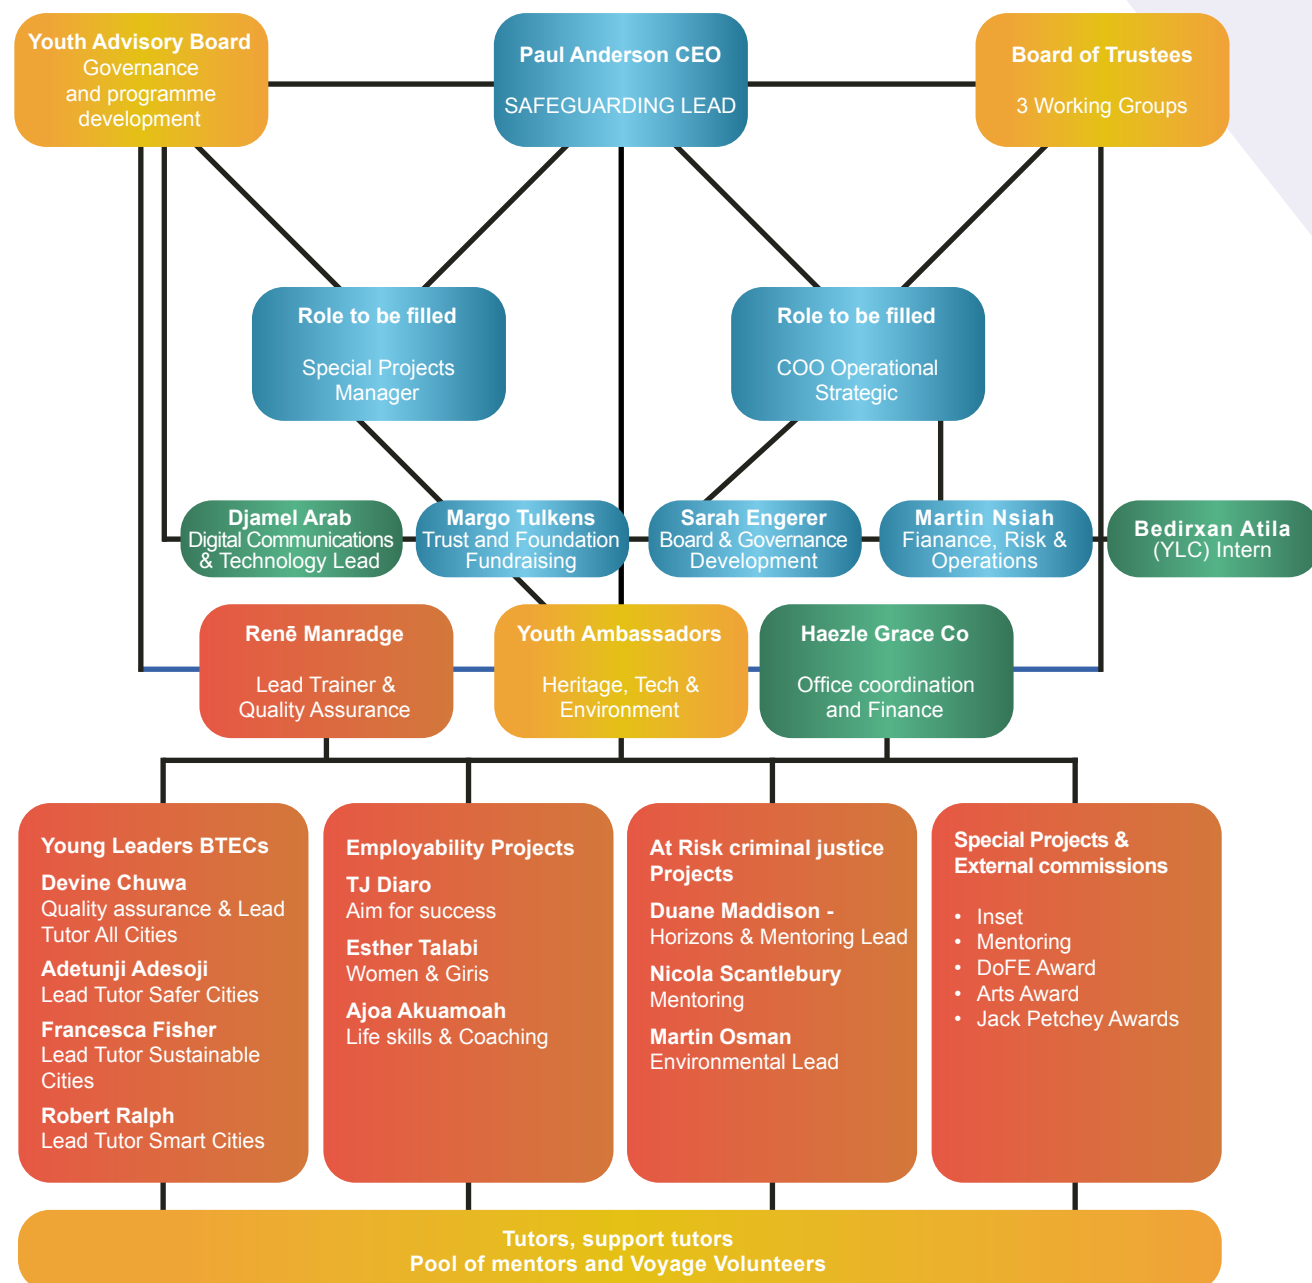 Youth Advisory Board
Governance
and programme
development
Paul Anderson CEO
SAFEGUARDING LEAD
Board of Trustees
3 Working Groups
Role to be filled
Special Projects
Manager
Role to be filled
COO Operational
Strategic
Djamel Arab
Digital Communications
& Technology Lead
Margo Tulkens
Trust and Foundation
Fundraising
Sarah Engerer
Board & Governance
Development
Martin Nsiah
Fianance, Risk &
Operations
Bedirxan Atila
(YLC) Intern
Renē Manradge
Lead Trainer &
Quality Assurance
Youth Ambassadors
Heritage, Tech &
Environment
Haezle Grace Co
Office coordination
and Finance
Young Leaders BTECs
Devine Chuwa
Quality assurance & Lead
Tutor All Cities
Adetunji Adesoji
Lead Tutor Safer Cities
Francesca Fisher
Lead Tutor Sustainable
Cities
Robert Ralph
Lead Tutor Smart Cities
Employability Projects
TJ Diaro
Aim for success
Esther Talabi
Women & Giris
Ajoa Akuamoah
Life skills & Coaching
At Risk criminal justice
Projects
Duane Maddison -
Horizons & Mentoring Lead
Nicola Scantlebury
Mentoring
Martin Osman
Environmental Lead
Special Projects &
External commissions
• Inset
• Mentoring
• DoFE Award
• Arts Award
• Jack Petchey Awards
Tutors, support tutors
Pool of mentors and Voyage Volunteers